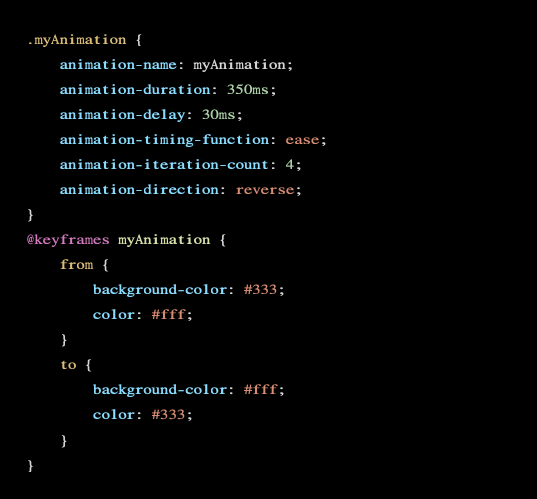 .myAnimation {
    animation-name: myAnimation;
    animation-duration: 350ms;
    animation-delay: 30ms;
    animation-timing-function: ease;
    animation-iteration-count: 4;
    animation-direction: reverse;
}
@keyframes myAnimation {
    from {
        background-color: #333;
        color: #fff;
    }
    to {
        background-color: #fff;
        color: #333;
    }
}